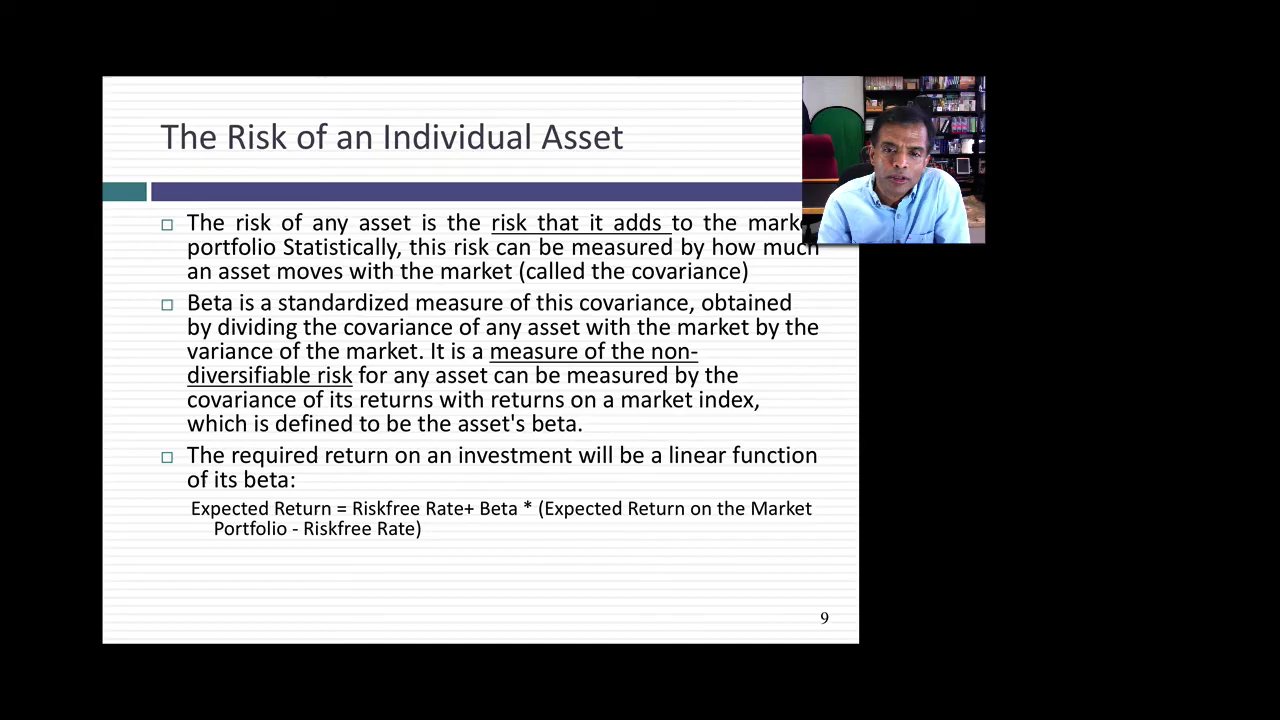 The Risk of an Individual Asset
□ The risk of any asset is the risk that it adds to the
portfolio Statistically, this risk can be measured by how much
an asset moves with the market (called the covariance)
□ Beta is a standardized measure of this covariance, obtained
by dividing the covariance of any asset with the market by the
variance of the market. It is a measure of the non-
diversifiable risk for any asset can be measured by the
covariance of its returns with returns on a market index,
which is defined to be the asset's beta.
□ The required return on an investment will be a linear function
of its beta:
Expected Return = Riskfree Rate+ Beta * (Expected Return on the Market
Portfolio - Riskfree Rate)
9